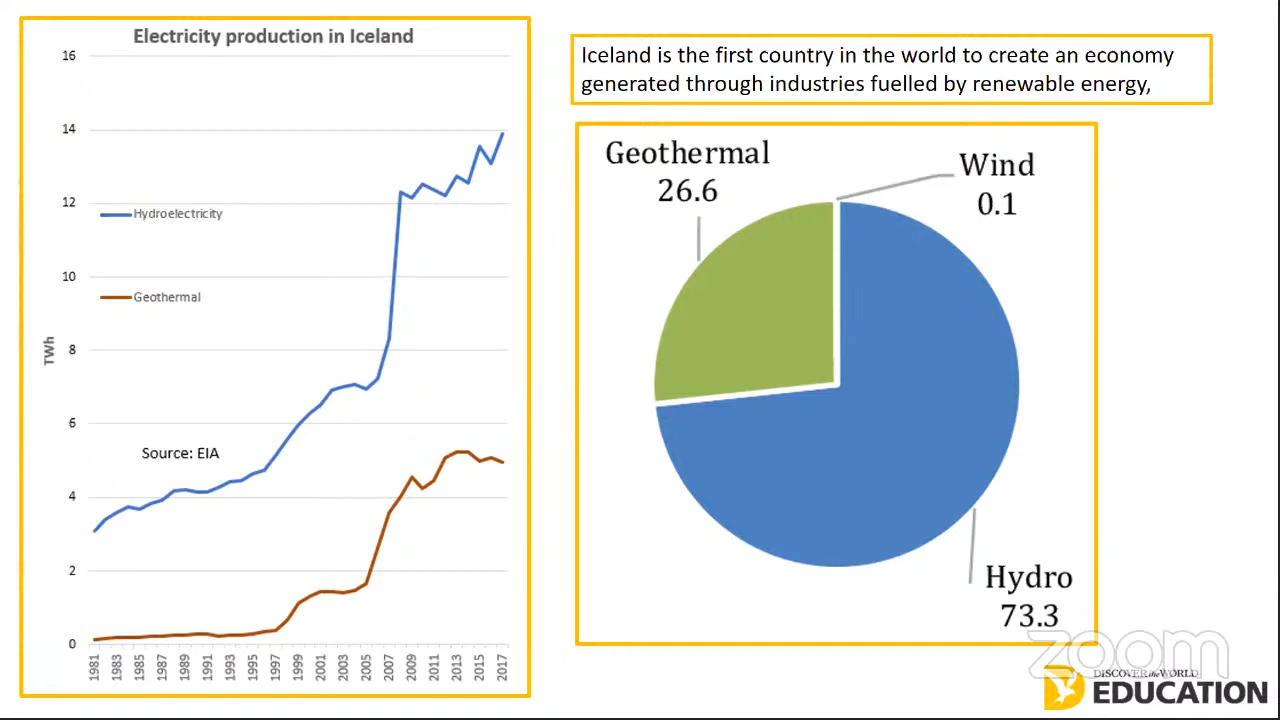 Electricity production in Iceland
16
14
12
10
8
6
4
2
0
TWh
Hydroelectricity
Geothermal
Source: EIA
1981
1983
1985
1987
1989
1991
1993
1995
1997
1999
2001
2003
2005
2007
2009
2011
2013
2015
2017
Iceland is the first country in the world to create an economy
generated through industries fuelled by renewable energy,
Geothermal
26.6
Wind
0.1
Hydro
73.3
zoom
DISCOVER the WORLD
EDUCATION